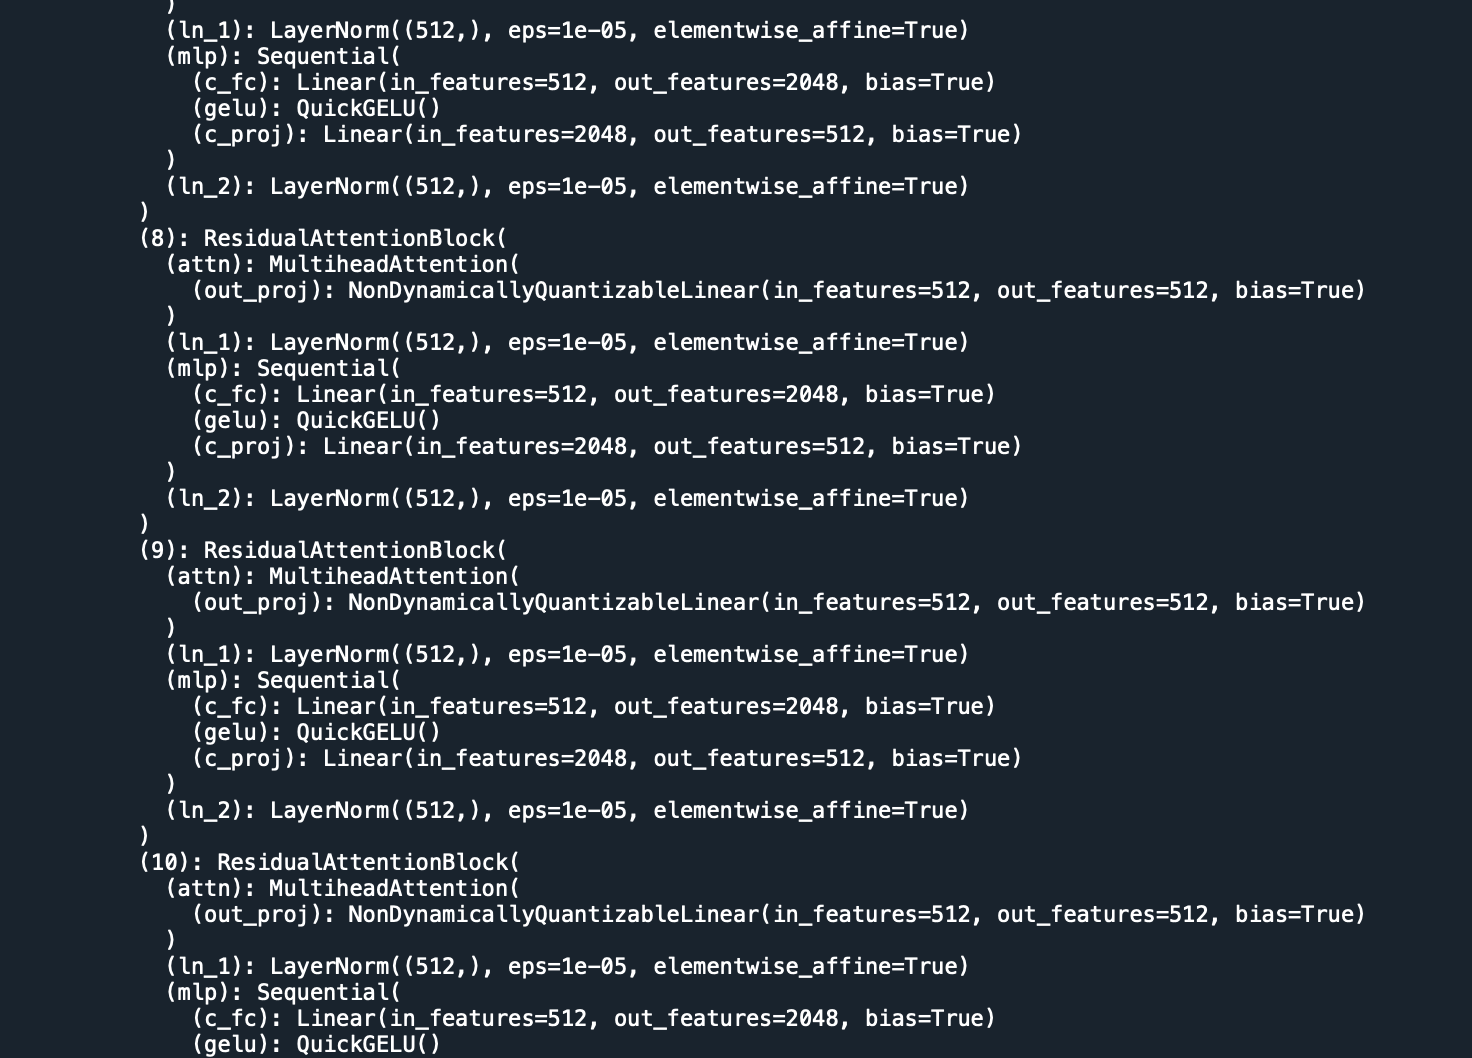 )
(ln_1): LayerNorm((512,), eps=1e-05, elementwise_affine=True)
(mlp): Sequential(
(c_fc): Linear(in_features=512, out_features=2048, bias=True)
(gelu): QuickGELU()
(c_proj): Linear(in_features=2048, out_features=512, bias=True)
)
(ln_2): LayerNorm((512,), eps=1e-05, elementwise_affine=True)
)
(8): ResidualAttentionBlock(
(attn): MultiheadAttention(
(out_proj): NonDynamicallyQuantizableLinear(in_features=512, out_features=512, bias=True)
)
(ln_1): LayerNorm((512,), eps=1e-05, elementwise_affine=True)
(mlp): Sequential(
(c_fc): Linear(in_features=512, out_features=2048, bias=True)
(gelu): QuickGELU()
(c_proj): Linear(in_features=2048, out_features=512, bias=True)
)
(ln_2): LayerNorm((512,), eps=1e-05, elementwise_affine=True)
)
(9): ResidualAttentionBlock(
(attn): MultiheadAttention(
(out_proj): NonDynamicallyQuantizableLinear(in_features=512, out_features=512, bias=True)
)
(ln_1): LayerNorm((512,), eps=1e-05, elementwise_affine=True)
(mlp): Sequential(
(c_fc): Linear(in_features=512, out_features=2048, bias=True)
(gelu): QuickGELU()
(c_proj): Linear(in_features=2048, out_features=512, bias=True)
)
(ln_2): LayerNorm((512,), eps=1e-05, elementwise_affine=True)
)
(10): ResidualAttentionBlock(
(attn): MultiheadAttention(
(out_proj): NonDynamicallyQuantizableLinear(in_features=512, out_features=512, bias=True)
)
(ln_1): LayerNorm((512,), eps=1e-05, elementwise_affine=True)
(mlp): Sequential(
(c_fc): Linear(in_features=512, out_features=2048, bias=True)
(gelu): QuickGELU()